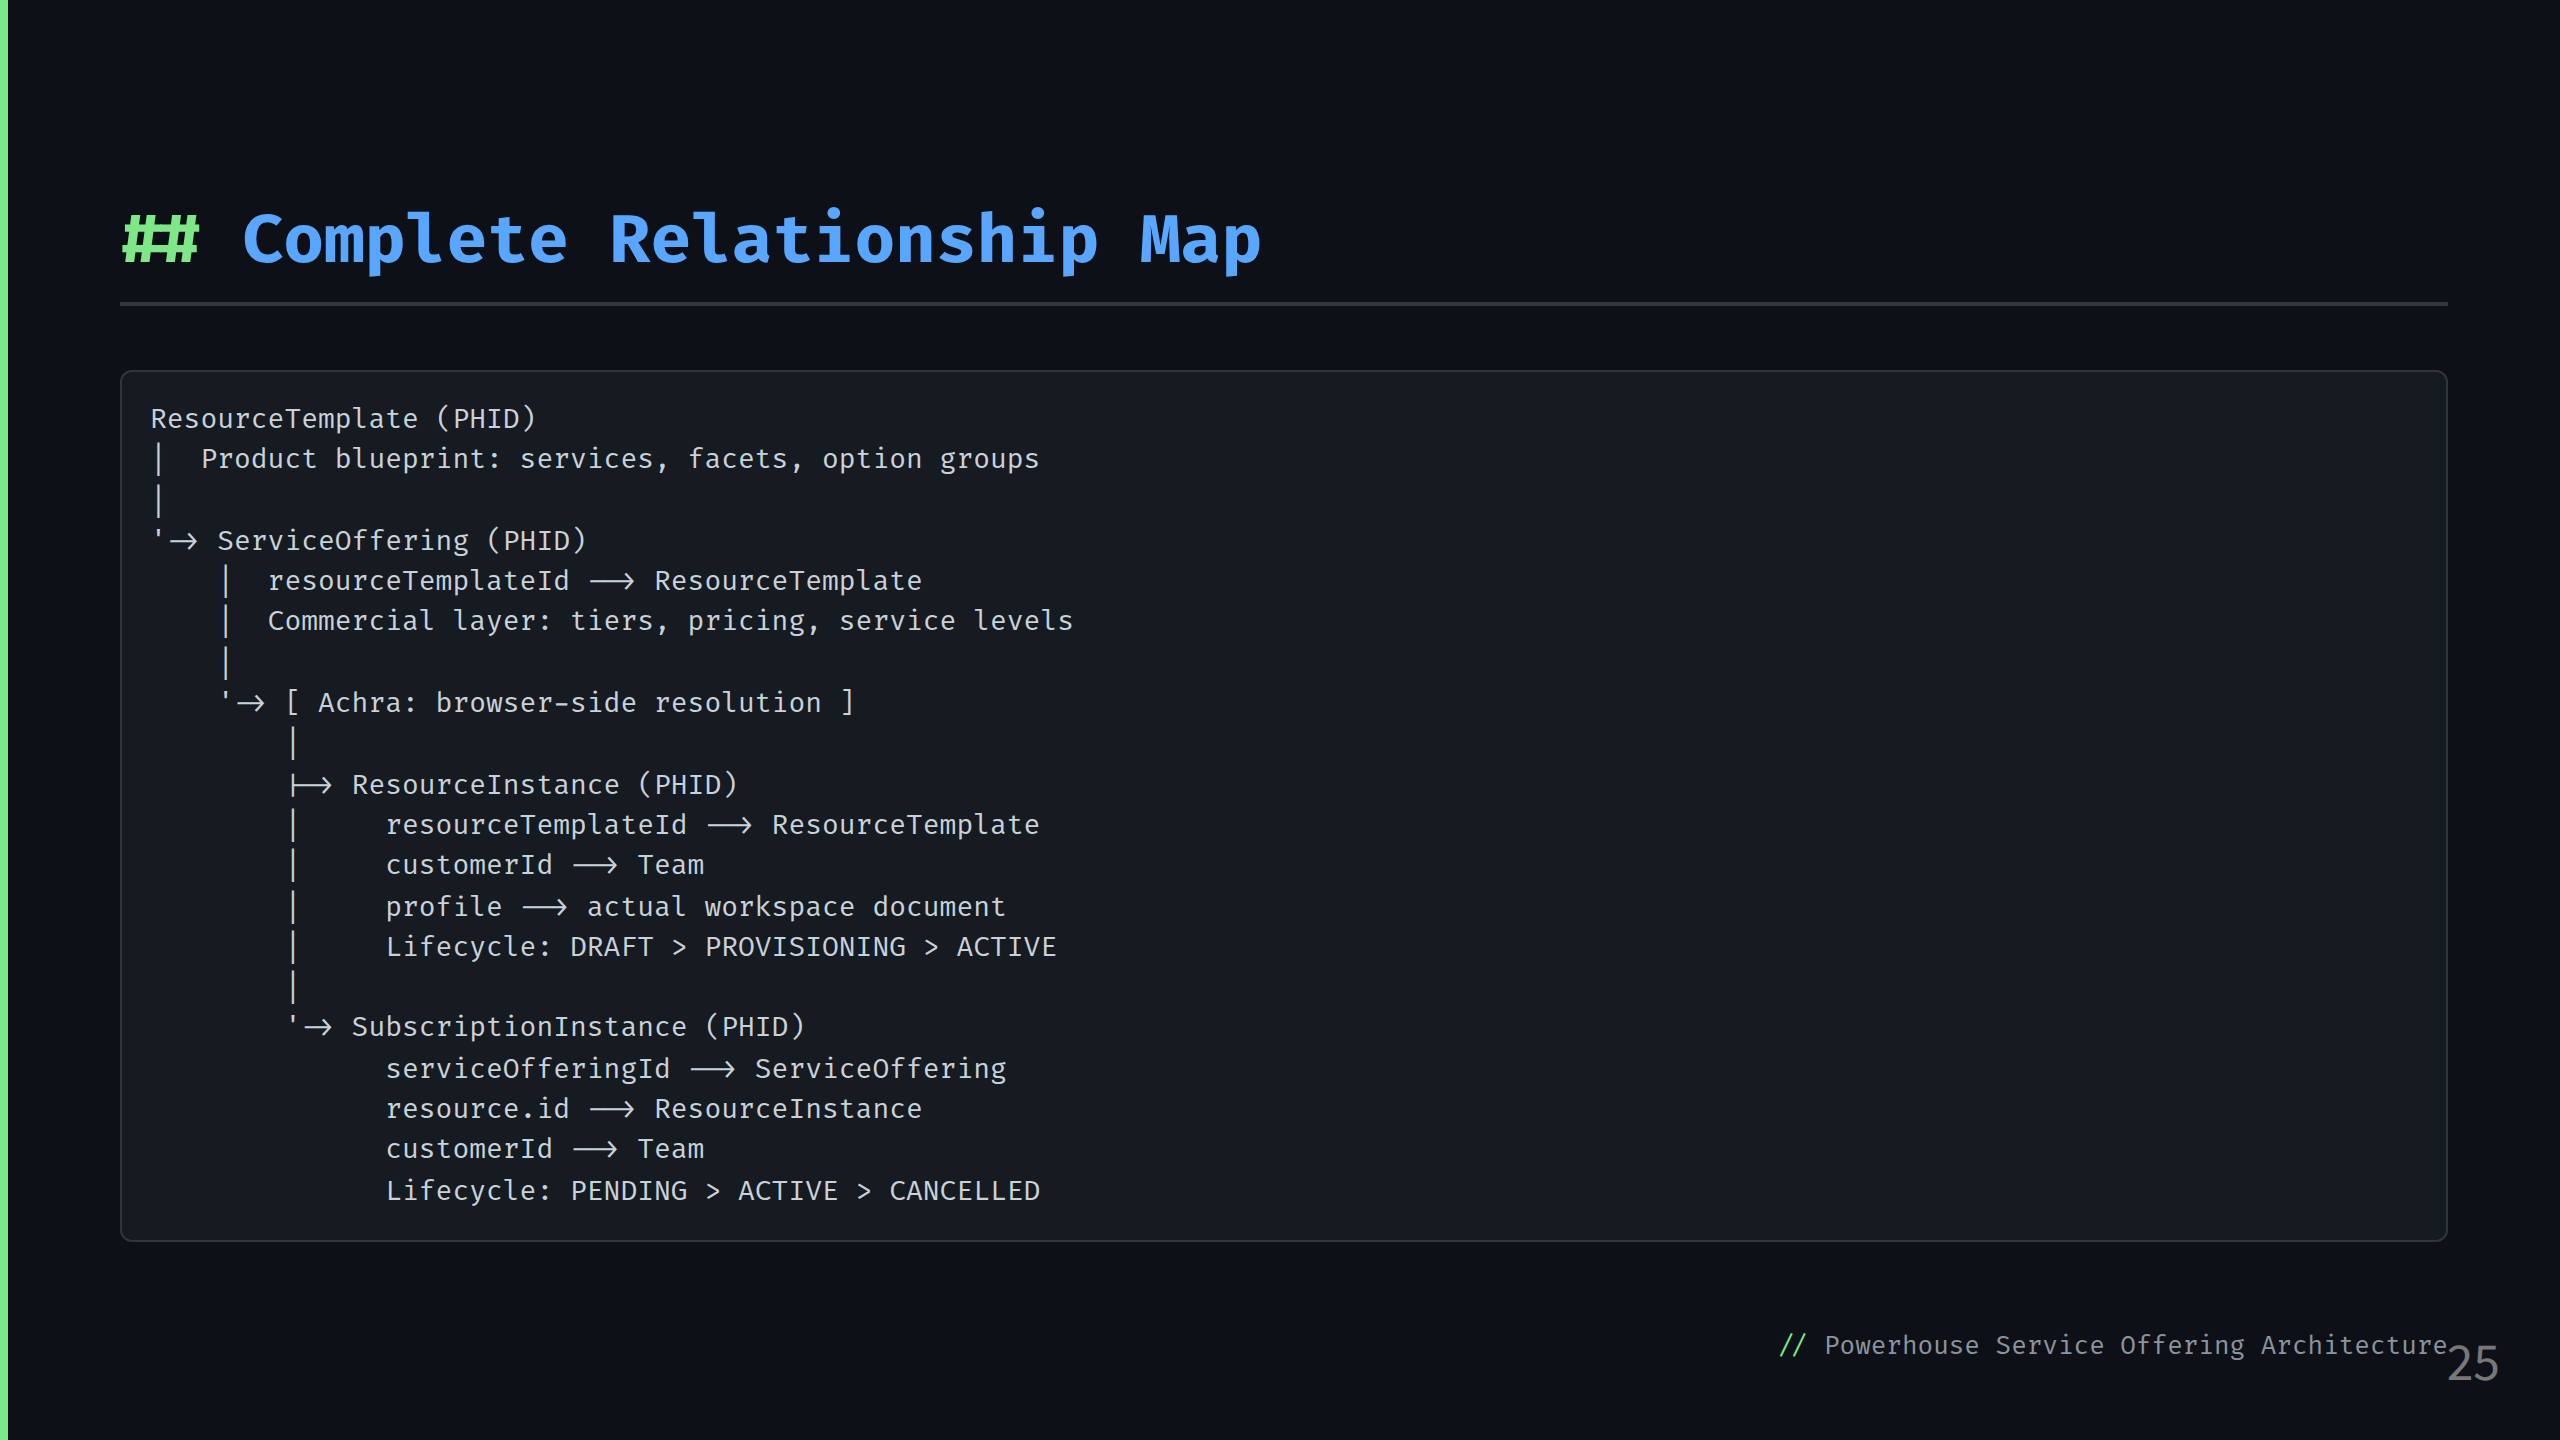 ## Complete Relationship Map
ResourceTemplate (PHID)
│  Product blueprint: services, facets, option groups
│
'-> ServiceOffering (PHID)
    │  resourceTemplateId --> ResourceTemplate
    │  Commercial layer: tiers, pricing, service levels
    │
    '-> [ Achra: browser-side resolution ]
        │
        |--> ResourceInstance (PHID)
        │     resourceTemplateId --> ResourceTemplate
        │     customerId --> Team
        │     profile --> actual workspace document
        │     Lifecycle: DRAFT > PROVISIONING > ACTIVE
        │
        '-> SubscriptionInstance (PHID)
              serviceOfferingId --> ServiceOffering
              resource.id --> ResourceInstance
              customerId --> Team
              Lifecycle: PENDING > ACTIVE > CANCELLED
// Powerhouse Service Offering Architecture
25